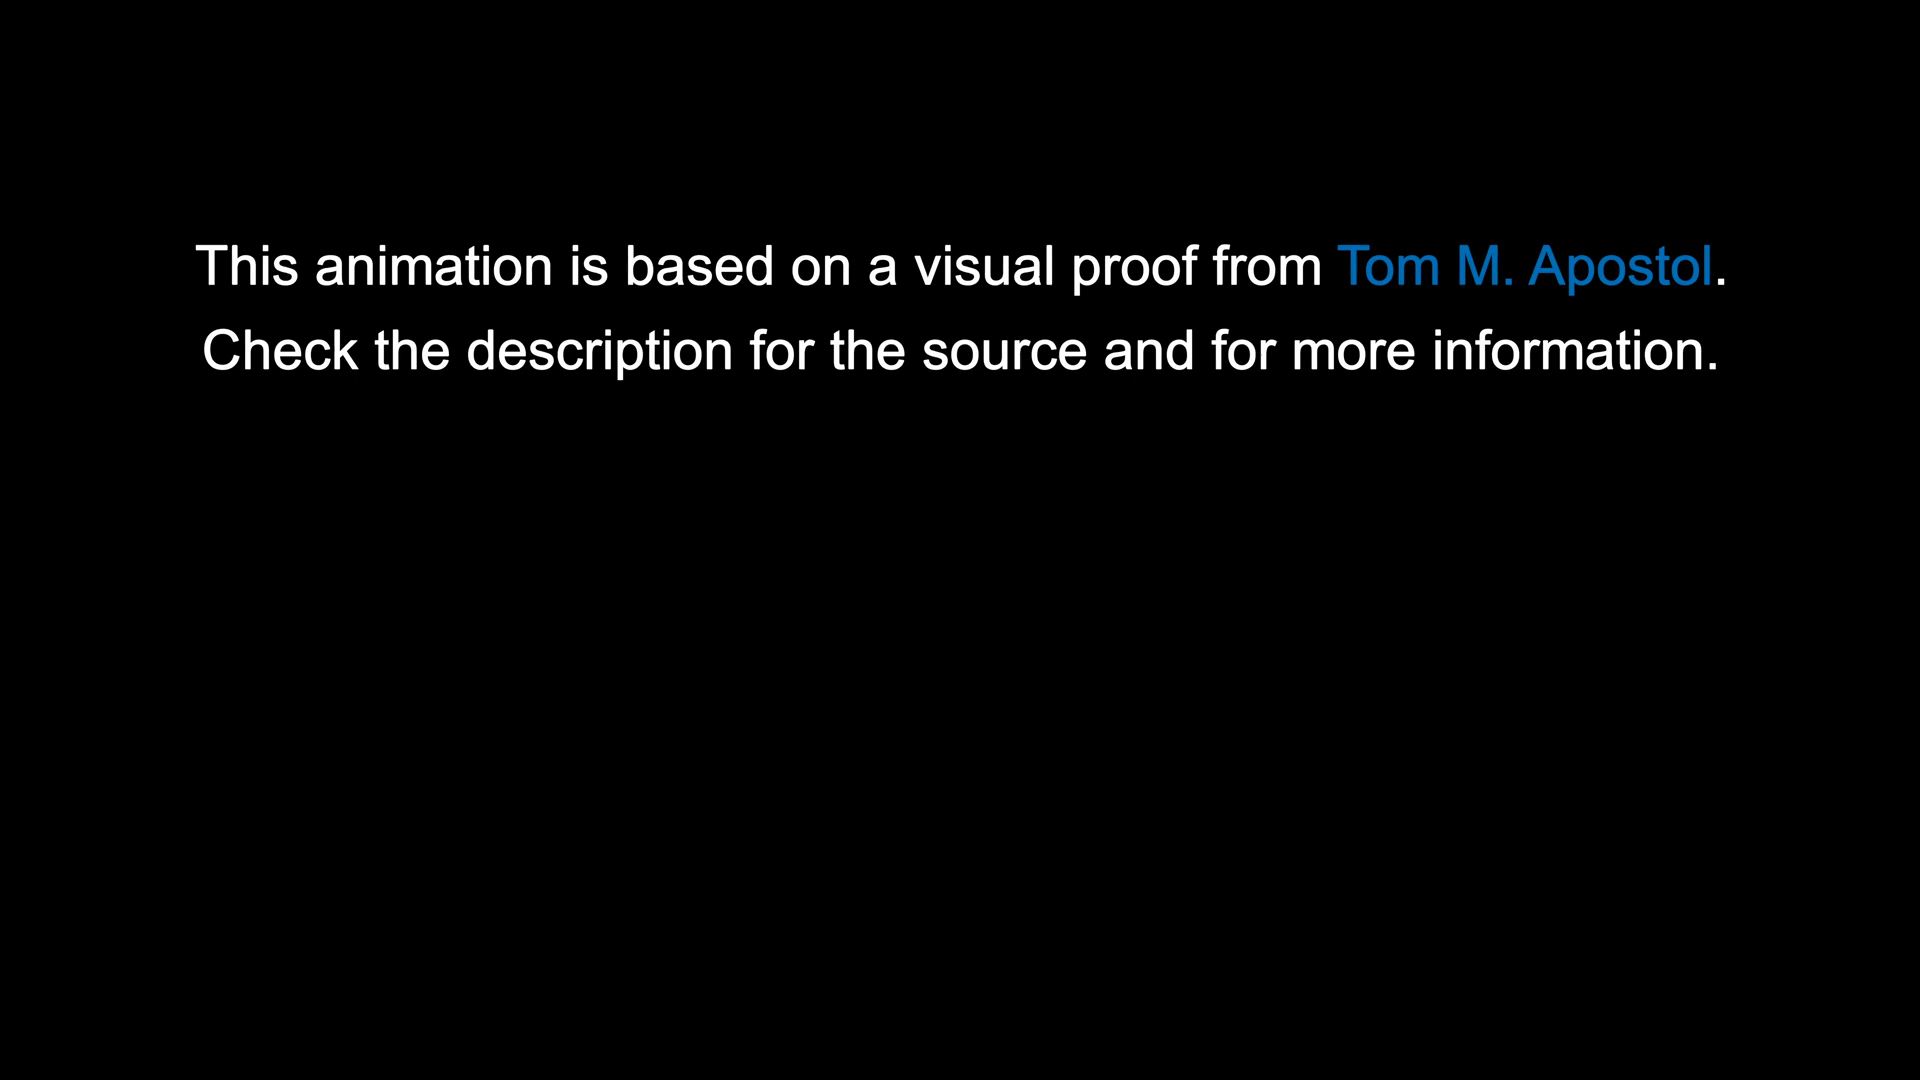 This animation is based on a visual proof from Tom M. Apostol.
Check the description for the source and for more information.